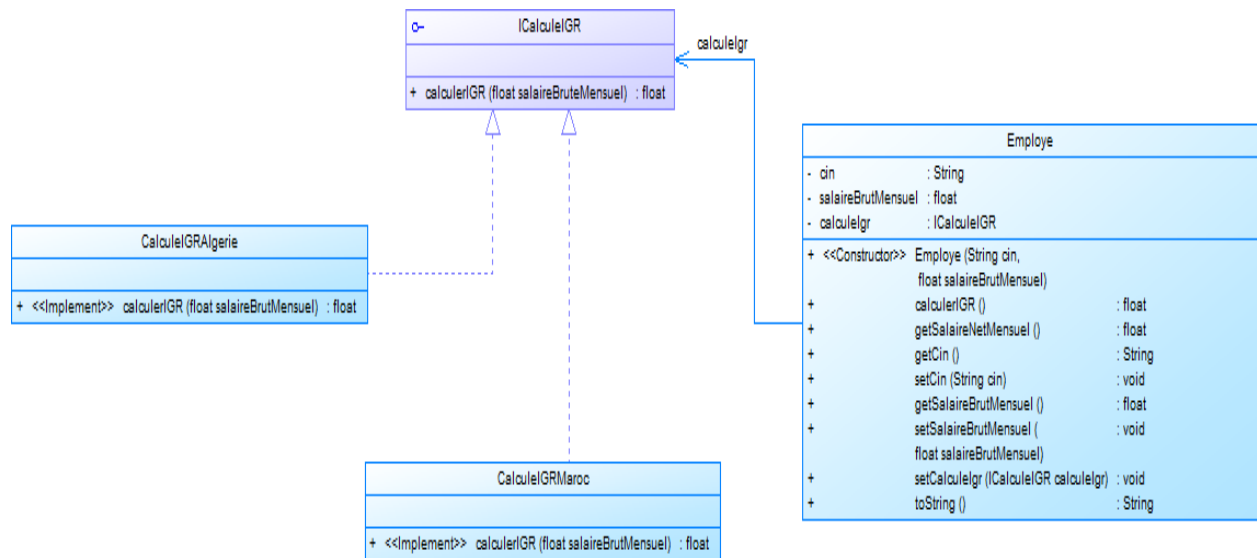 ICalculeIGR
+ calculerIGR (float salaireBruteMensuel) : float
calculeIgr
Employe
- cin : String
- salaireBrutMensuel : float
- calculeIgr : ICalculeIGR
+ <<Constructor>> Employe (String cin,
float salaireBrutMensuel)
+ calculerIGR () : float
+ getSalaireNetMensuel () : float
+ getCin () : String
+ setCin (String cin) : void
+ getSalaireBrutMensuel () : float
+ setSalaireBrutMensuel ( : void
float salaireBrutMensuel)
+ setCalculeIgr (ICalculeIGR calculeIgr) : void
+ toString () : String
CalculeIGRAlgerie
+ <<Implement>> calculerIGR (float salaireBrutMensuel) : float
CalculeIGRMaroc
+ <<Implement>> calculerIGR (float salaireBrutMensuel) : float